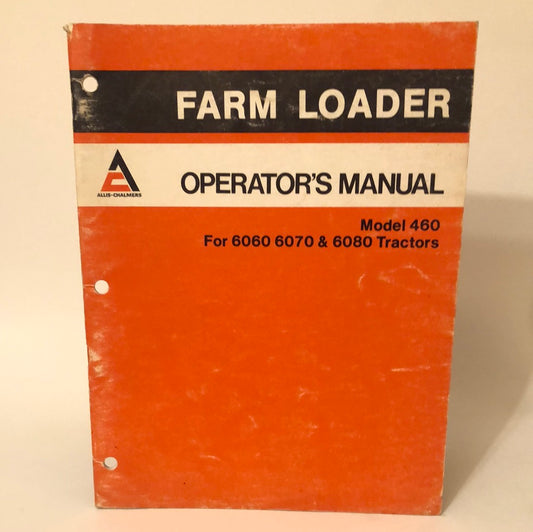 FARM LOADER
OPERATOR'S MANUAL
ALLIS-CHALMERS
Model 460
For 6060 6070 & 6080 Tractors